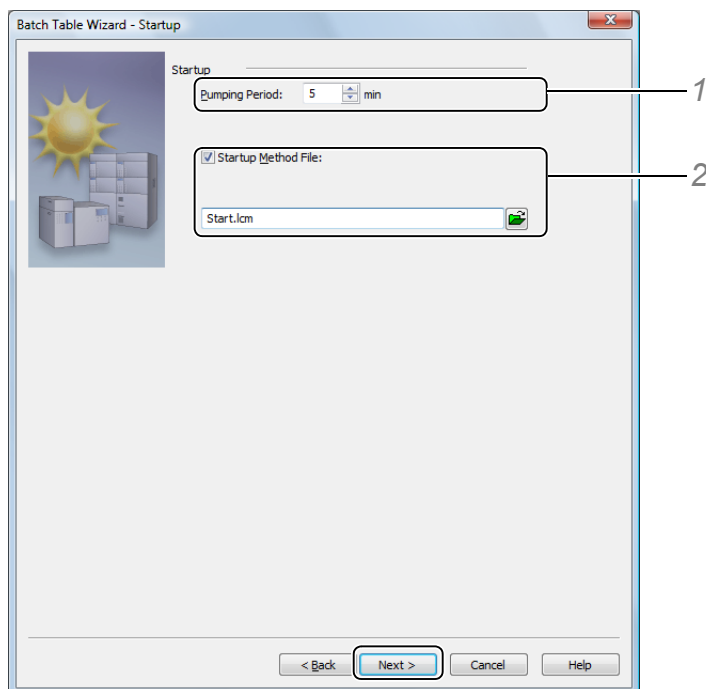 Batch Table Wizard - Startup
Startup
Pumping Period: 5 min
1
Startup Method File:
2
Start.lcm
< Back Next > Cancel Help